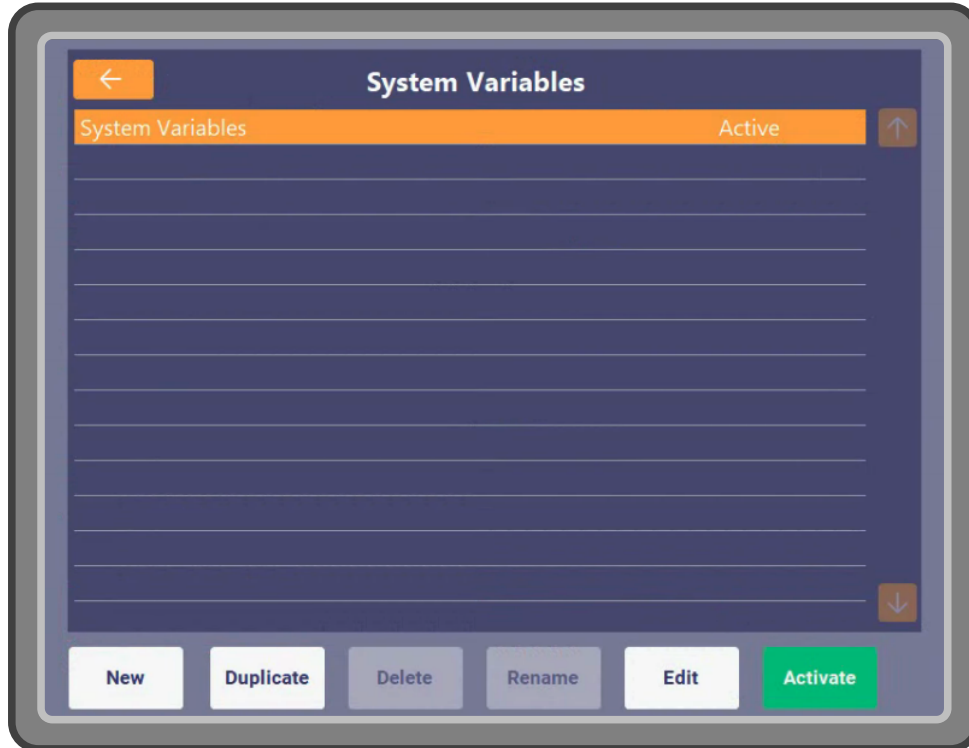 System Variables
System Variables Active
New Duplicate Delete Rename Edit Activate